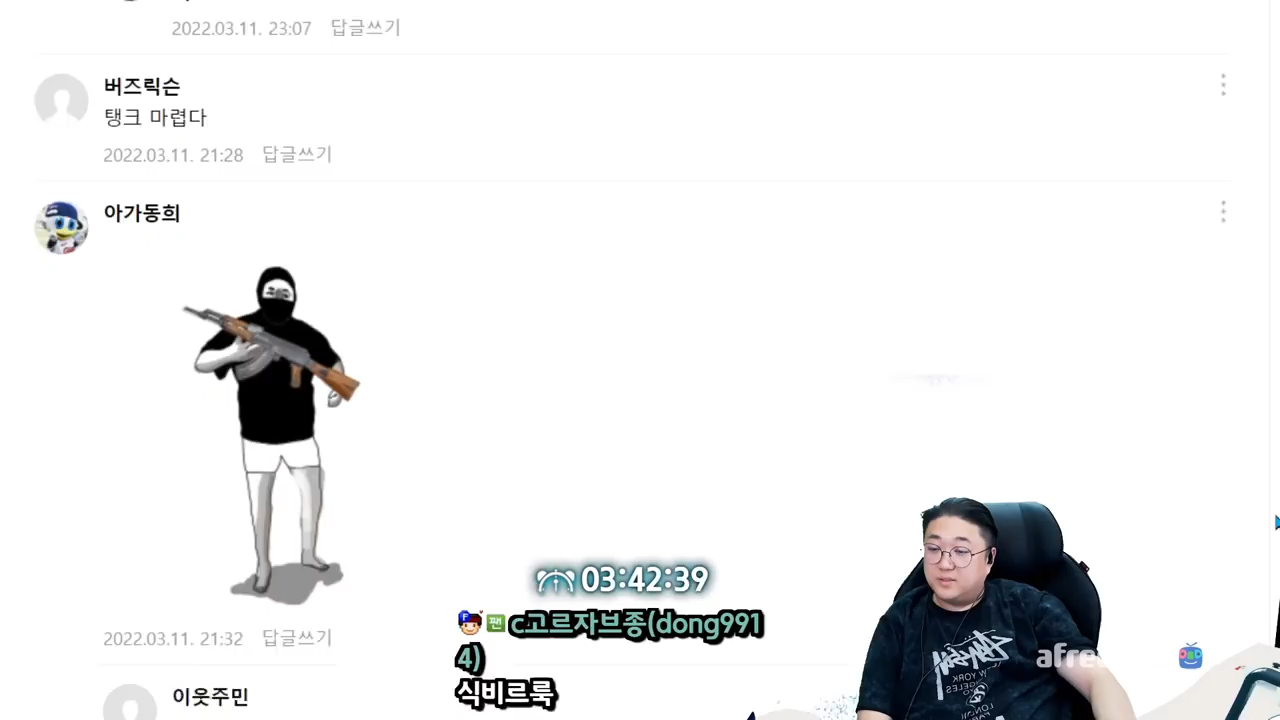 2022.03.11. 23:07 답글쓰기
버즈릭슨
탱크 마렵다
2022.03.11. 21:28 답글쓰기
아가동희
2022.03.11. 21:32 답글쓰기
이웃주민
03:42:39
F 팬 c고르자브종(dong991
4)
식비르룩
afree